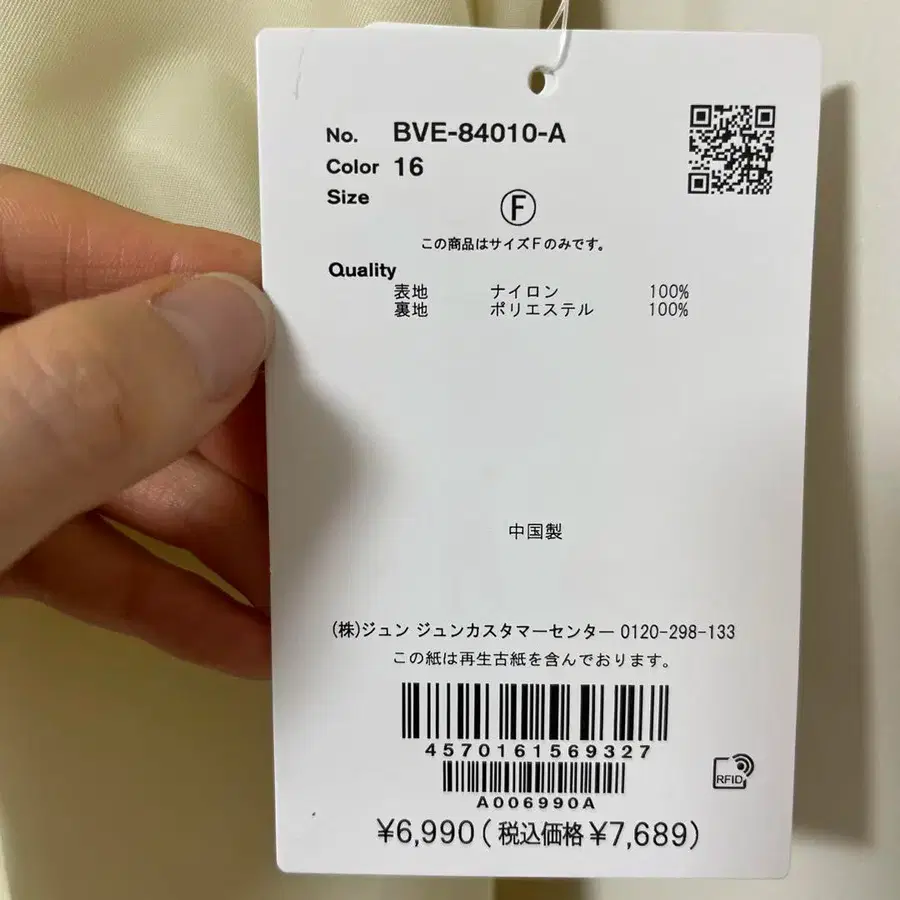 No. BVE-84010-A
Color 16
Size
Ⓕ
この商品はサイズFのみです。
Quality
表地 ナイロン 100%
裏地 ポリエステル 100%
中国製
(株)ジュン ジュンカスタマーセンター 0120-298-133
この紙は再生古紙を含んでおります。
4570161569327
RFID
A006990A
¥6,990(税込価格¥7,689)